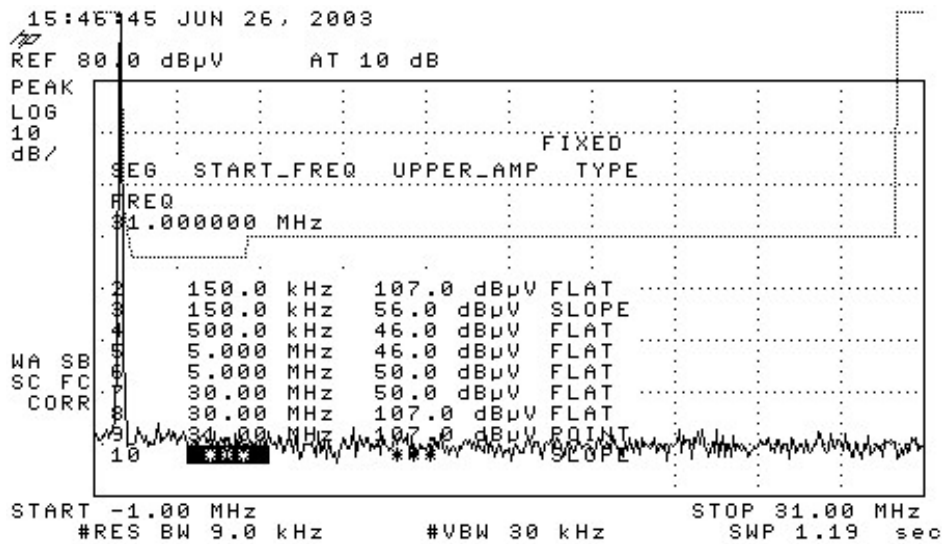 15:46:45 JUN 26, 2003
hp
REF 80.0 dBµV AT 10 dB
PEAK
LOG
10
dB/
FIXED
SEG START_FREQ UPPER_AMP TYPE
FREQ
31.000000 MHz
2 150.0 kHz 107.0 dBµV FLAT
3 150.0 kHz 56.0 dBµV SLOPE
4 500.0 kHz 46.0 dBµV FLAT
5 5.000 MHz 46.0 dBµV FLAT
6 5.000 MHz 50.0 dBµV FLAT
7 30.00 MHz 50.0 dBµV FLAT
8 30.00 MHz 107.0 dBµV FLAT
9 31.00 MHz 107.0 dBµV POINT
10 *** *** SLOPE
WA SB
SC FC
CORR
START -1.00 MHz STOP 31.00 MHz
#RES BW 9.0 kHz #VBW 30 kHz SWP 1.19 sec